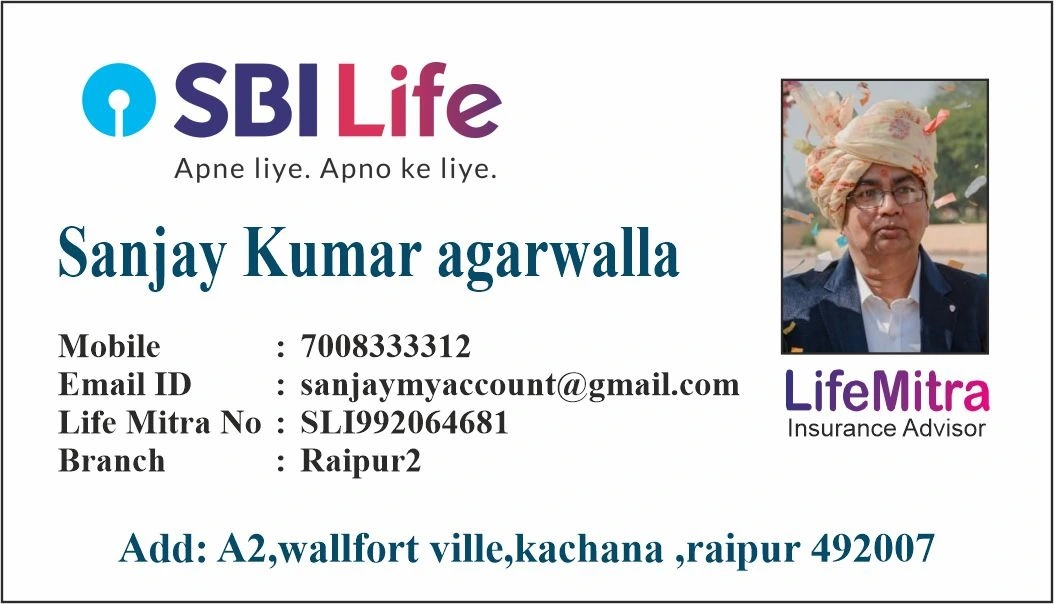 SBI Life
Apne liye. Apno ke liye.
Sanjay Kumar agarwalla
Mobile : 7008333312
Email ID : sanjaymyaccount@gmail.com
Life Mitra No : SLI992064681
Branch : Raipur2
LifeMitra
Insurance Advisor
Add: A2,wallfort ville,kachana ,raipur 492007